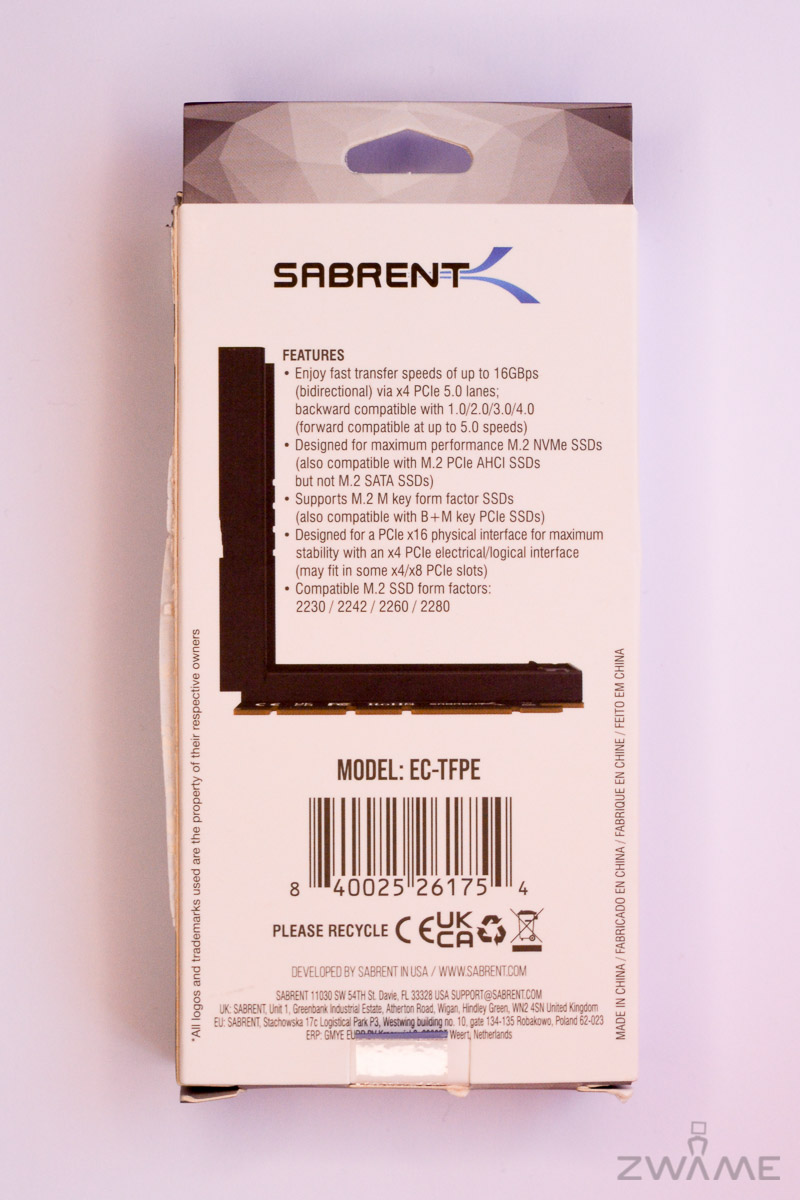 SABRENT
FEATURES
• Enjoy fast transfer speeds of up to 16GBps
(bidirectional) via x4 PCIe 5.0 lanes;
backward compatible with 1.0/2.0/3.0/4.0
(forward compatible at up to 5.0 speeds)
• Designed for maximum performance M.2 NVMe SSDs
(also compatible with M.2 PCIe AHCI SSDs
but not M.2 SATA SSDs)
• Supports M.2 M key form factor SSDs
(also compatible with B+M key PCIe SSDs)
• Designed for a PCIe x16 physical interface for maximum
stability with an x4 PCIe electrical/logical interface
(may fit in some x4/x8 PCIe slots)
• Compatible M.2 SSD form factors:
2230 / 2242 / 2260 / 2280
CE FC RoHS
MODEL: EC-TFPE
8 40025 26175 4
PLEASE RECYCLE CE UK
CA
DEVELOPED BY SABRENT IN USA / WWW.SABRENT.COM
SABRENT 11030 SW 54TH St. Davie, FL 33328 USA SUPPORT@SABRENT.COM
UK: SABRENT, Unit 1, Greenbank Industrial Estate, Atherton Road, Wigan, Hindley Green, WN2 4SN United Kingdom
EU: SABRENT, Stachowska 17c Logistical Park P3, Westwing building no. 10, gate 134-135 Robakowo, Poland 62-023
ERP: GMYE Weert, Netherlands
*All logos and trademarks used are the property of their respective owners
MADE IN CHINA / FABRICADO EN CHINA / FABRIQUE EN CHINE / FEITO EM CHINA
ZWAME